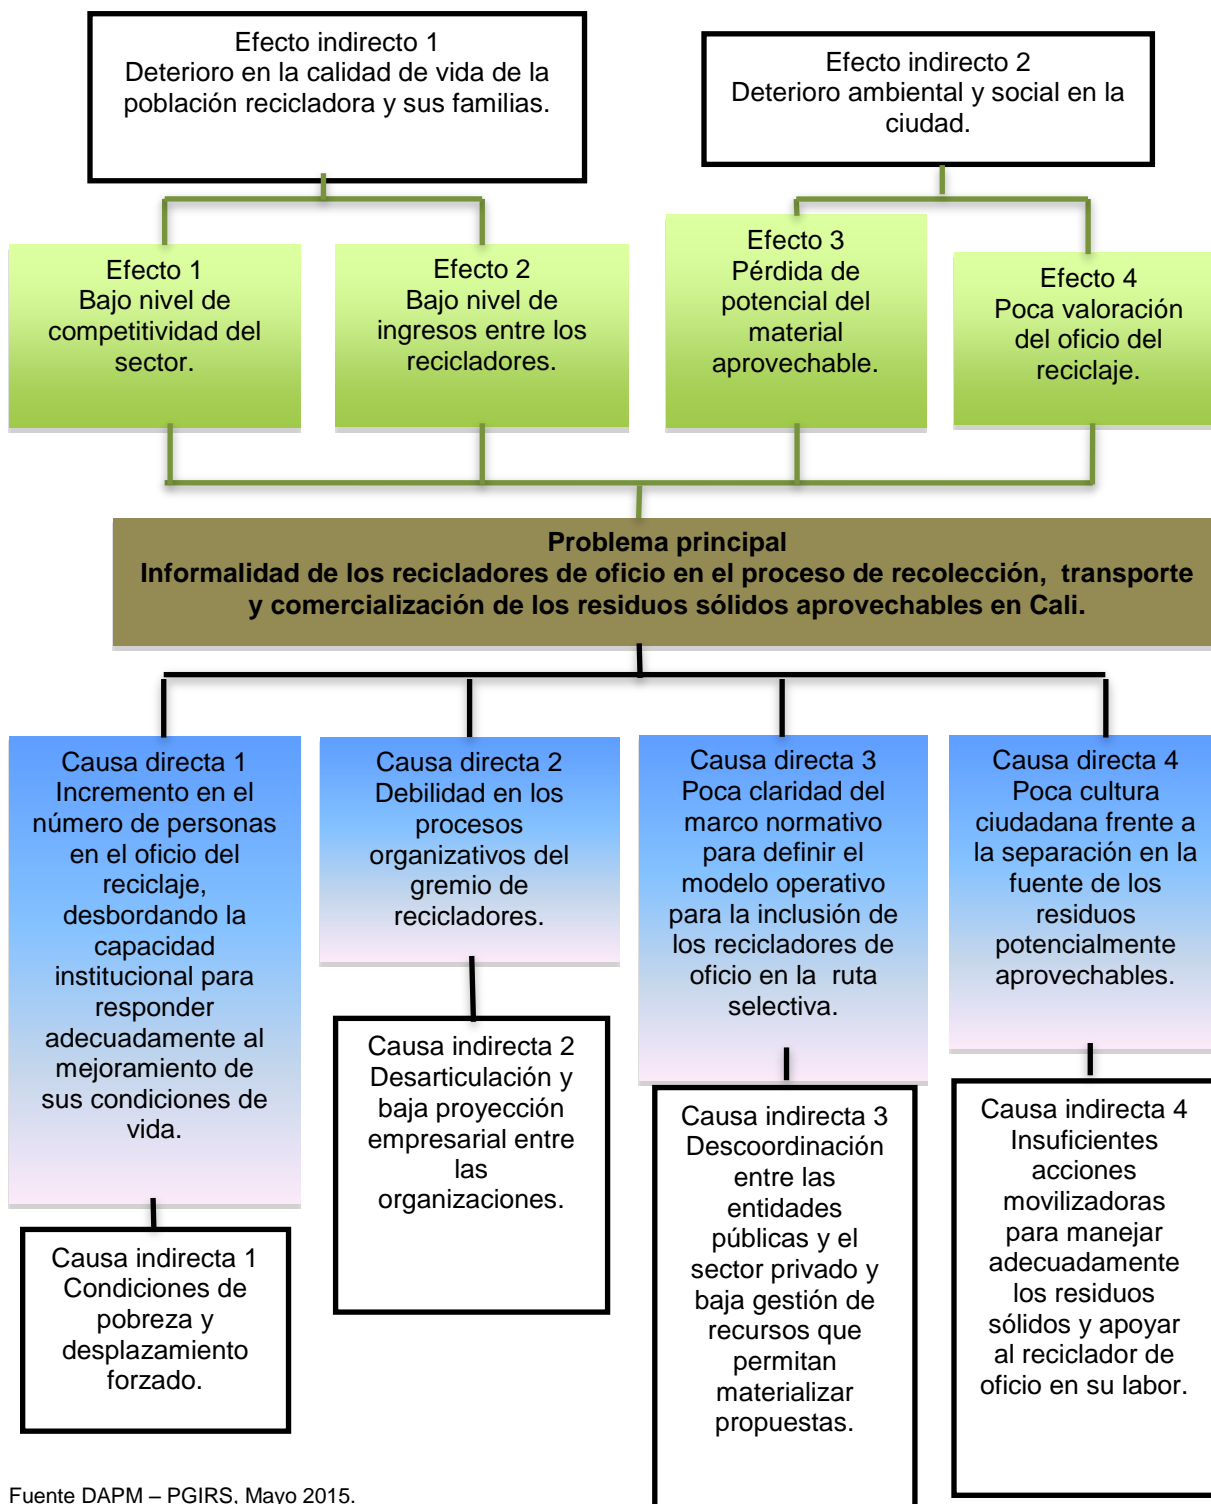 Efecto indirecto 1
Deterioro en la calidad de vida de la
población recicladora y sus familias.
Efecto indirecto 2
Deterioro ambiental y social en la
ciudad.
Efecto 1
Bajo nivel de
competitividad del
sector.
Efecto 2
Bajo nivel de
ingresos entre los
recicladores.
Efecto 3
Pérdida de
potencial del
material
aprovechable.
Efecto 4
Poca valoración
del oficio del
reciclaje.
Problema principal
Informalidad de los recicladores de oficio en el proceso de recolección, transporte
y comercialización de los residuos sólidos aprovechables en Cali.
Causa directa 1
Incremento en el
número de personas
en el oficio del
reciclaje,
desbordando la
capacidad
institucional para
responder
adecuadamente al
mejoramiento de
sus condiciones de
vida.
Causa directa 2
Debilidad en los
procesos
organizativos del
gremio de
recicladores.
Causa directa 3
Poca claridad del
marco normativo
para definir el
modelo operativo
para la inclusión de
los recicladores de
oficio en la ruta
selectiva.
Causa directa 4
Poca cultura
ciudadana frente a
la separación en la
fuente de los
residuos
potencialmente
aprovechables.
Causa indirecta 1
Condiciones de
pobreza y
desplazamiento
forzado.
Causa indirecta 2
Desarticulación y
baja proyección
empresarial entre
las
organizaciones.
Causa indirecta 3
Descoordinación
entre las
entidades
públicas y el
sector privado y
baja gestión de
recursos que
permitan
materializar
propuestas.
Causa indirecta 4
Insuficientes
acciones
movilizadoras
para manejar
adecuadamente
los residuos
sólidos y apoyar
al reciclador de
oficio en su labor.
Fuente DAPM – PGIRS, Mayo 2015.